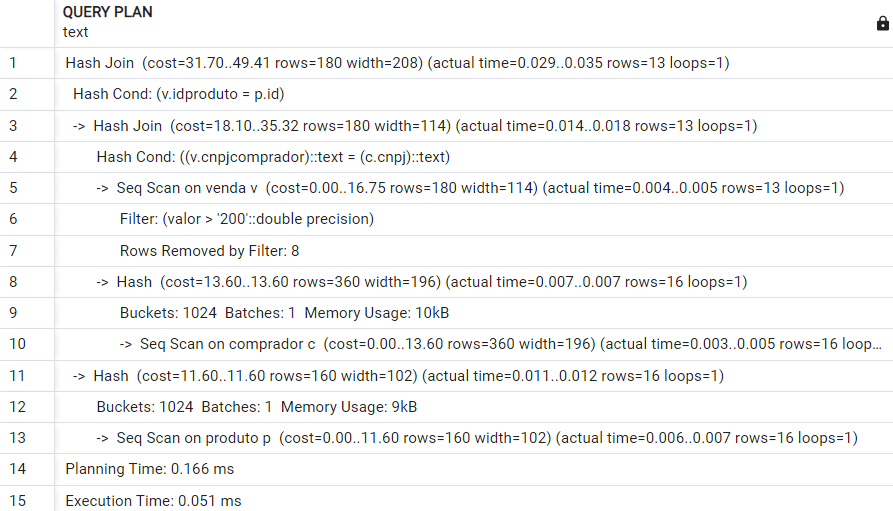 QUERY PLAN
text
1 Hash Join (cost=31.70..49.41 rows=180 width=208) (actual time=0.029..0.035 rows=13 loops=1)
2 Hash Cond: (v.idproduto = p.id)
3 -> Hash Join (cost=18.10..35.32 rows=180 width=114) (actual time=0.014..0.018 rows=13 loops=1)
4 Hash Cond: ((v.cnpjcomprador)::text = (c.cnpj)::text)
5 -> Seq Scan on venda v (cost=0.00..16.75 rows=180 width=114) (actual time=0.004..0.005 rows=13 loops=1)
6 Filter: (valor > '200'::double precision)
7 Rows Removed by Filter: 8
8 -> Hash (cost=13.60..13.60 rows=360 width=196) (actual time=0.007..0.007 rows=16 loops=1)
9 Buckets: 1024 Batches: 1 Memory Usage: 10kB
10 -> Seq Scan on comprador c (cost=0.00..13.60 rows=360 width=196) (actual time=0.003..0.005 rows=16 loop...
11 -> Hash (cost=11.60..11.60 rows=160 width=102) (actual time=0.011..0.012 rows=16 loops=1)
12 Buckets: 1024 Batches: 1 Memory Usage: 9kB
13 -> Seq Scan on produto p (cost=0.00..11.60 rows=160 width=102) (actual time=0.006..0.007 rows=16 loops=1)
14 Planning Time: 0.166 ms
15 Execution Time: 0.051 ms